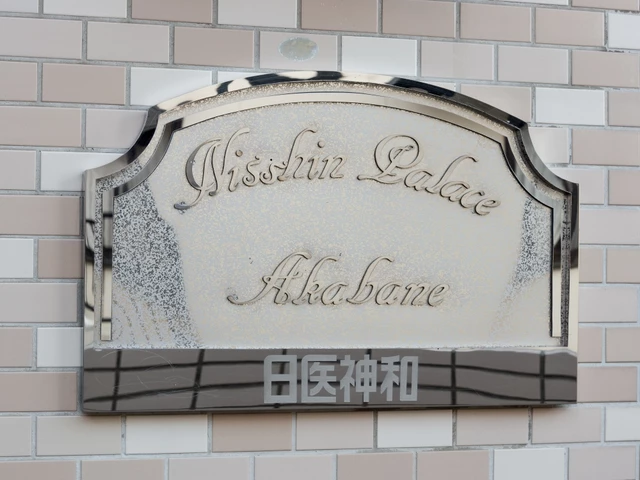 Nisshin Palace
Akabane
日医神和